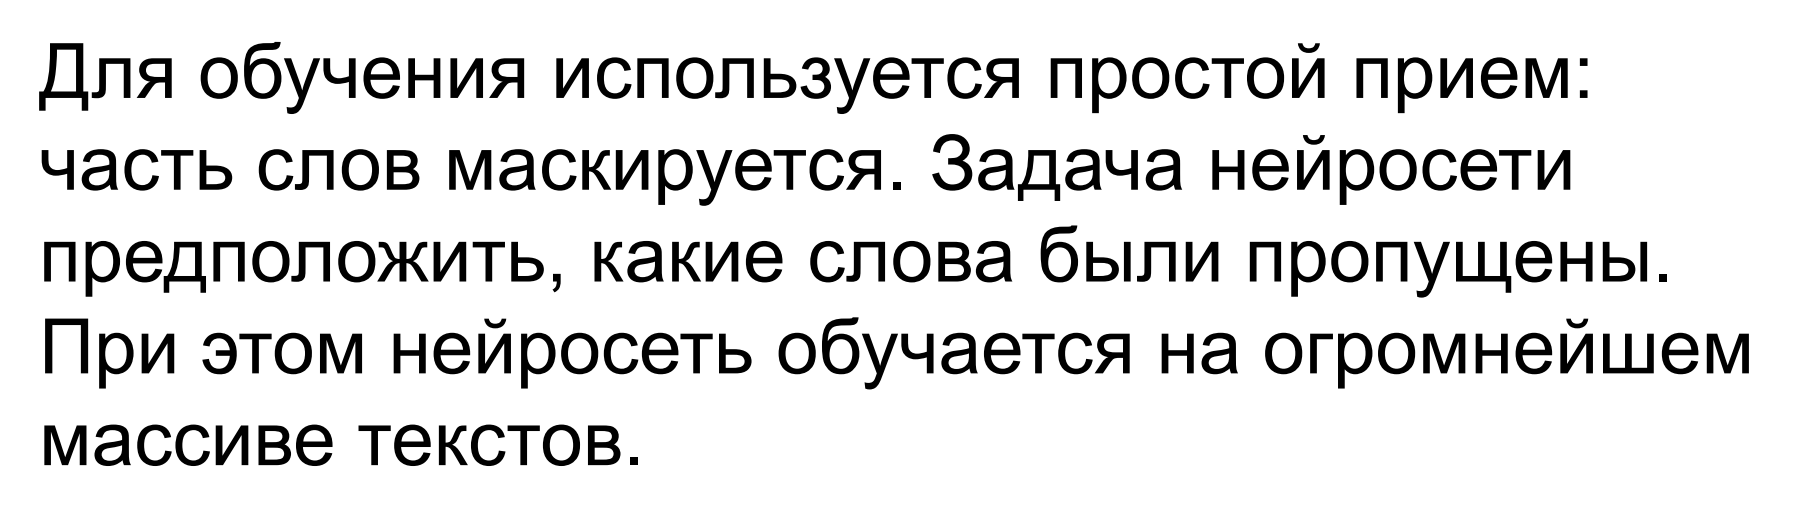 Для обучения используется простой прием:
часть слов маскируется. Задача нейросети
предположить, какие слова были пропущены.
При этом нейросеть обучается на огромнейшем
массиве текстов.